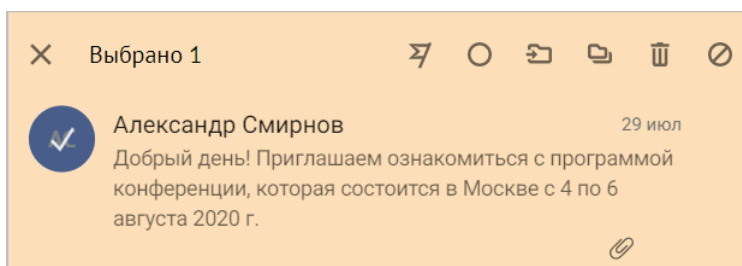 Выбрано 1
Александр Смирнов 29 июл
Добрый день! Приглашаем ознакомиться с программой
конференции, которая состоится в Москве с 4 по 6
августа 2020 г.